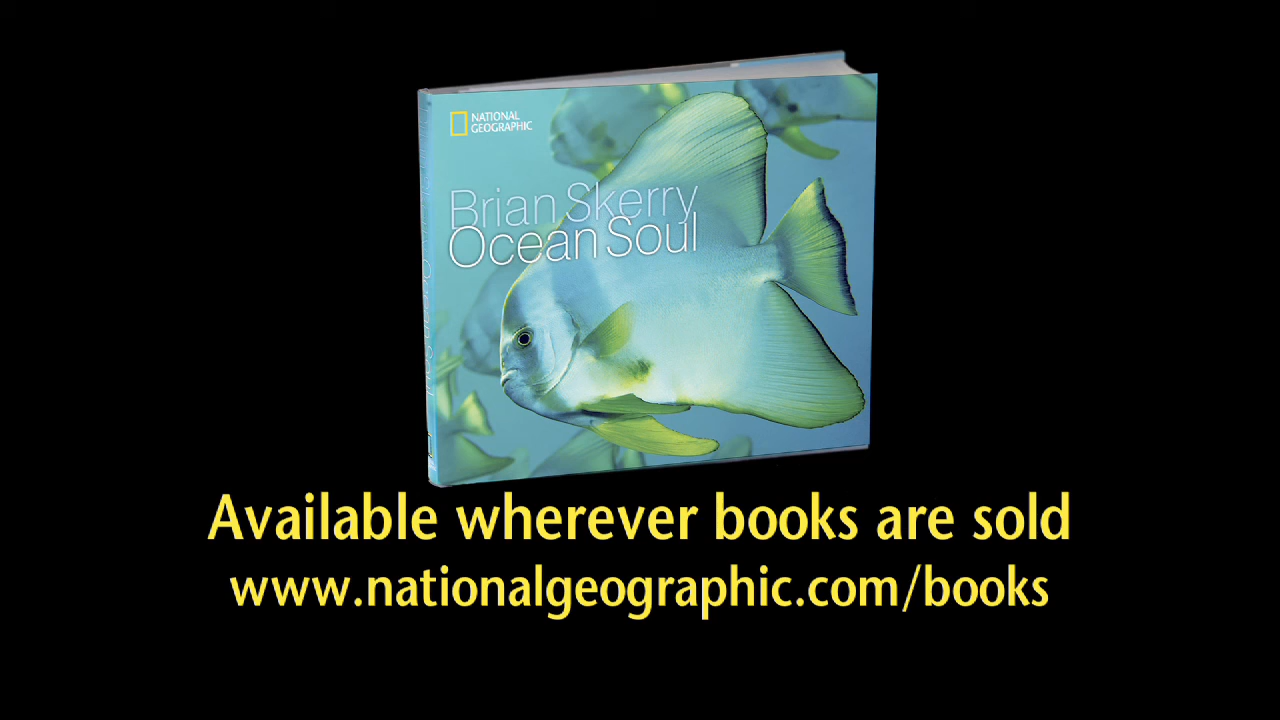 NATIONAL
GEOGRAPHIC
Brian Skerry
Ocean Soul
Available wherever books are sold
www.nationalgeographic.com/books